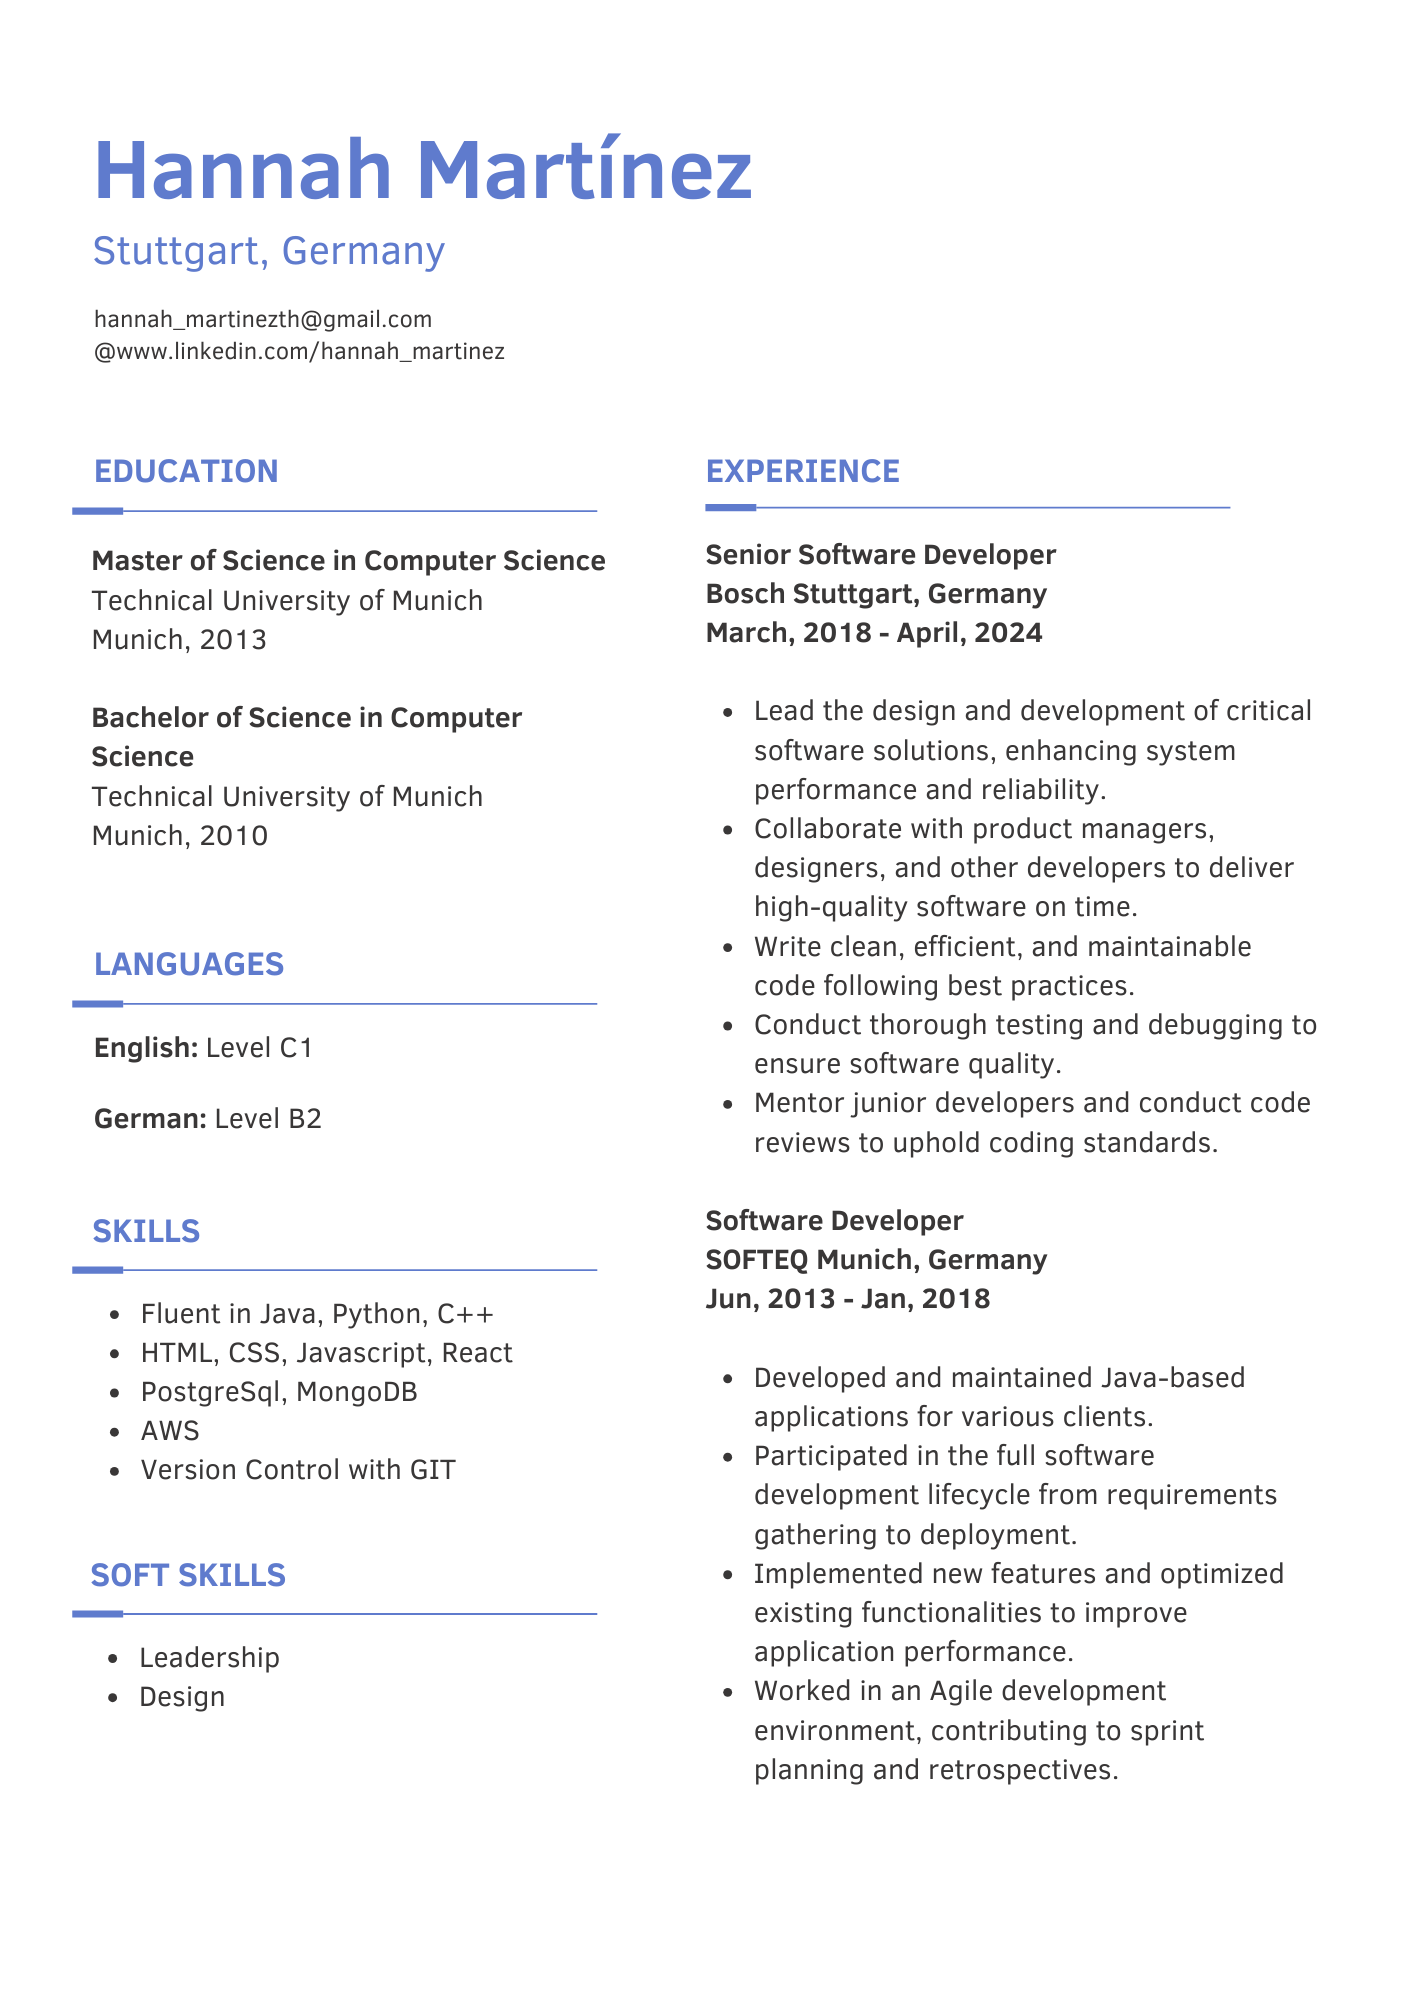 Hannah Martínez
Stuttgart, Germany
hannah_martinezth@gmail.com
@www.linkedin.com/hannah_martinez
EDUCATION
Master of Science in Computer Science
Technical University of Munich
Munich, 2013
Bachelor of Science in Computer
Science
Technical University of Munich
Munich, 2010
LANGUAGES
English: Level C1
German: Level B2
SKILLS
• Fluent in Java, Python, C++
• HTML, CSS, Javascript, React
• PostgreSql, MongoDB
• AWS
• Version Control with GIT
SOFT SKILLS
• Leadership
• Design
EXPERIENCE
Senior Software Developer
Bosch Stuttgart, Germany
March, 2018 - April, 2024
• Lead the design and development of critical
software solutions, enhancing system
performance and reliability.
• Collaborate with product managers,
designers, and other developers to deliver
high-quality software on time.
• Write clean, efficient, and maintainable
code following best practices.
• Conduct thorough testing and debugging to
ensure software quality.
• Mentor junior developers and conduct code
reviews to uphold coding standards.
Software Developer
SOFTEQ Munich, Germany
Jun, 2013 - Jan, 2018
• Developed and maintained Java-based
applications for various clients.
• Participated in the full software
development lifecycle from requirements
gathering to deployment.
• Implemented new features and optimized
existing functionalities to improve
application performance.
• Worked in an Agile development
environment, contributing to sprint
planning and retrospectives.